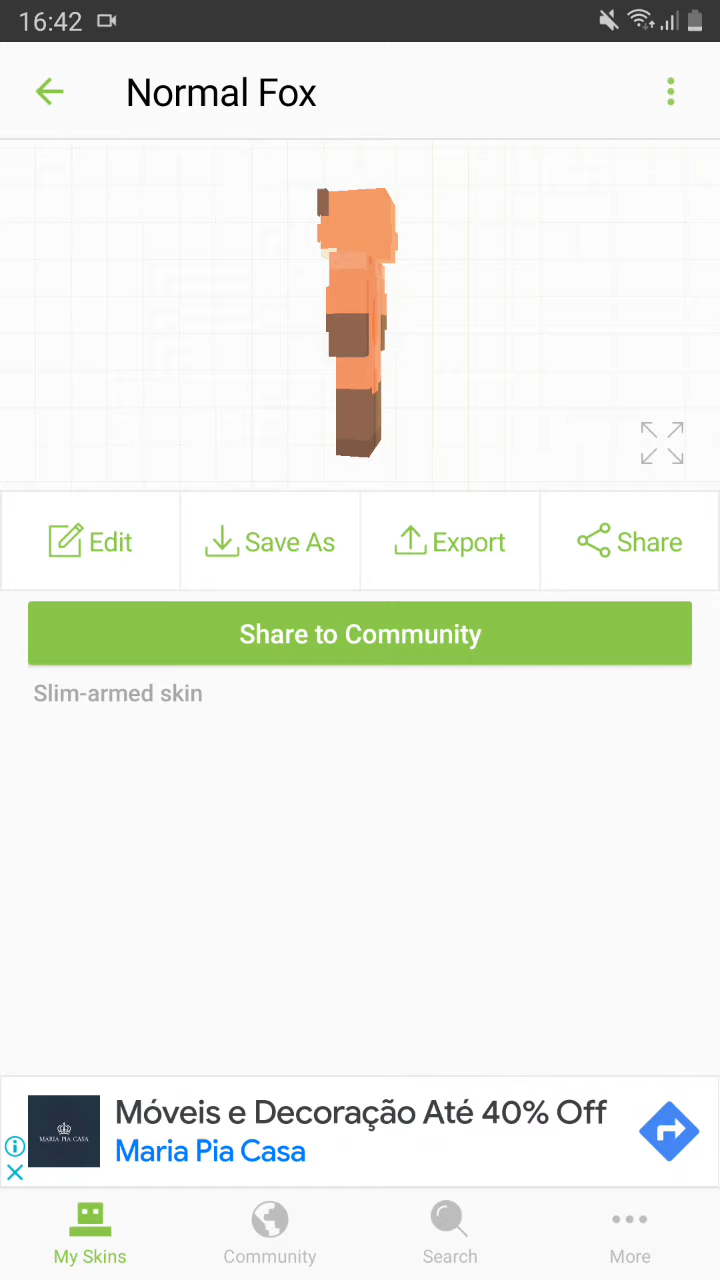 16:42
Normal Fox
Edit
Save As
Export
Share
Share to Community
Slim-armed skin
Móveis e Decoração Até 40% Off
MARIA PIA CASA
Maria Pia Casa
My Skins
Community
Search
More